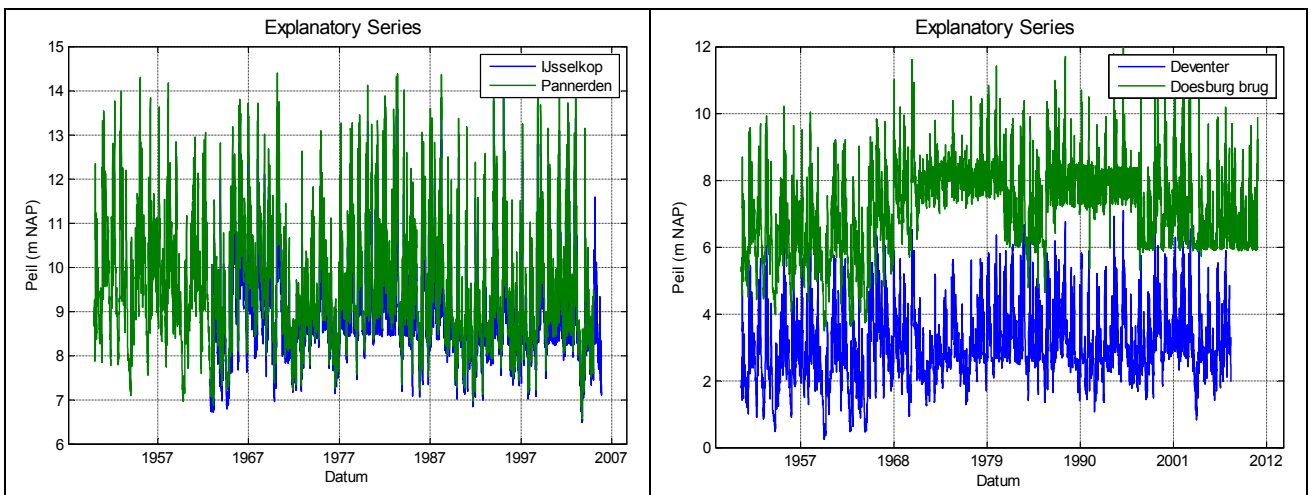 Explanatory Series
15
14
13
12
11
10
9
8
7
6
Peil (m NAP)
IJsselkop
Pannerden
1957 1967 1977 1987 1997 2007
Datum
Explanatory Series
12
10
8
6
4
2
0
Peil (m NAP)
Deventer
Doesburg brug
1957 1968 1979 1990 2001 2012
Datum